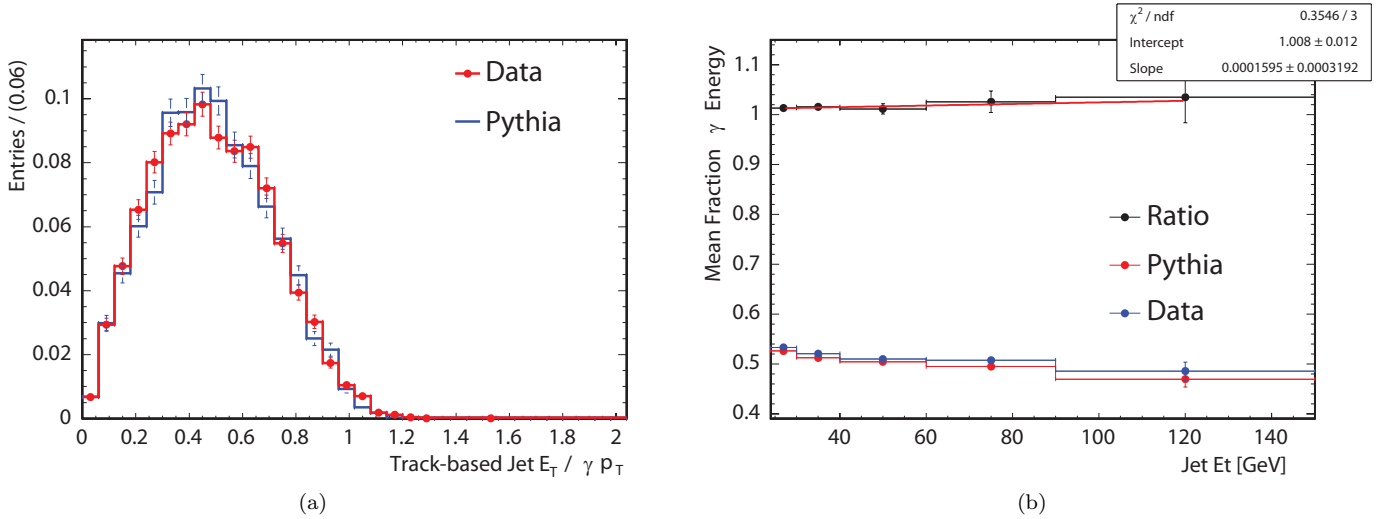 Entries / (0.06)
0.1
0.08
0.06
0.04
0.02
0
Data
Pythia
0 0.2 0.4 0.6 0.8 1 1.2 1.4 1.6 1.8 2
Track-based Jet E_T / γ p_T
(a)
χ² / ndf 0.3546 / 3
Intercept 1.008 ± 0.012
Slope 0.0001595 ± 0.0003192
Mean Fraction γ Energy
1.1
1
0.9
0.8
0.7
0.6
0.5
0.4
Ratio
Pythia
Data
40 60 80 100 120 140
Jet Et [GeV]
(b)